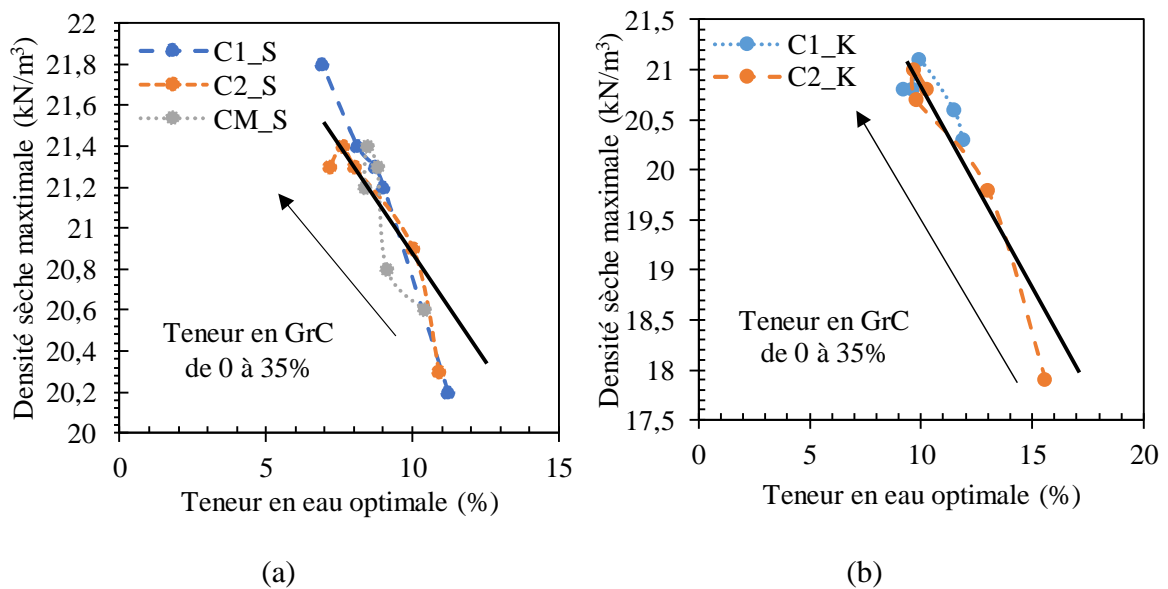 Densité sèche maxtimale (kN/m³)
22
21,8
21,6
21,4
21,2
21
20,8
20,6
20,4
20,2
20
C1_S
C2_S
CM_S
Teneur en GrC
de 0 à 35%
0 5 10 15
Teneur en eau optimale (%)
(a)
Densité sèche maximale (kN/m³)
21,5
21
20,5
20
19,5
19
18,5
18
17,5
C1_K
C2_K
Teneur en GrC
de 0 à 35%
0 5 10 15 20
Teneur en eau optimale (%)
(b)